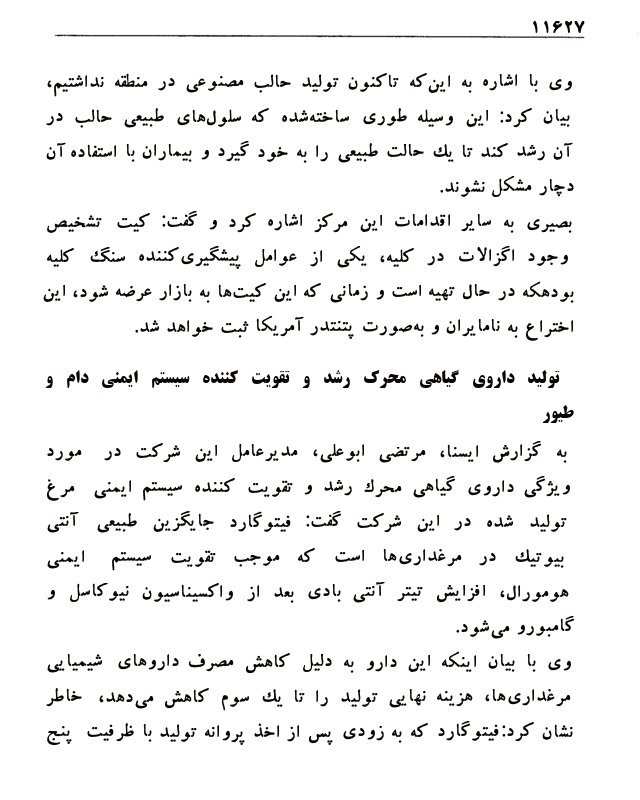 ۱۱۶۲۷
وی با اشاره به این‌که تاکنون تولید حالب مصنوعی در منطقه نداشتیم،
بیان کرد: این وسیله طوری ساخته‌شده که سلول‌های طبیعی حالب در
آن رشد کند تا یك حالت طبیعی را به خود گیرد و بیماران با استفاده آن
دچار مشکل نشوند.
بصیری به سایر اقدامات این مرکز اشاره کرد و گفت: کیت تشخیص
وجود اگزالات در کلیه، یکی از عوامل پیشگیری‌کننده سنگ کلیه
بودهکه در حال تهیه است و زمانی که این کیت‌ها به بازار عرضه شود، این
اختراع به نامایران و به‌صورت پتنتدر آمریکا ثبت خواهد شد.
تولید داروی گیاهی محرک رشد و تقویت کننده سیستم ایمنی دام و
طیور
به گزارش ایسنا، مرتضی ابوعلی، مدیرعامل این شرکت در مورد
ویژگی داروی گیاهی محرك رشد و تقویت کننده سیستم ایمنی مرغ
تولید شده در این شرکت گفت: فیتوگارد جایگزین طبیعی آنتی
بیوتیك در مرغداری‌ها است که موجب تقویت سیستم ایمنی
هومورال، افزایش تیتر آنتی بادی بعد از واکسیناسیون نیوکاسل و
گامبورو می‌شود.
وی با بیان اینکه این دارو به دلیل کاهش مصرف داروهای شیمیایی
مرغداری‌ها، هزینه نهایی تولید را تا یك سوم کاهش می‌دهد، خاطر
نشان کرد:فیتوگارد که به زودی پس از اخذ پروانه تولید با ظرفیت پنج